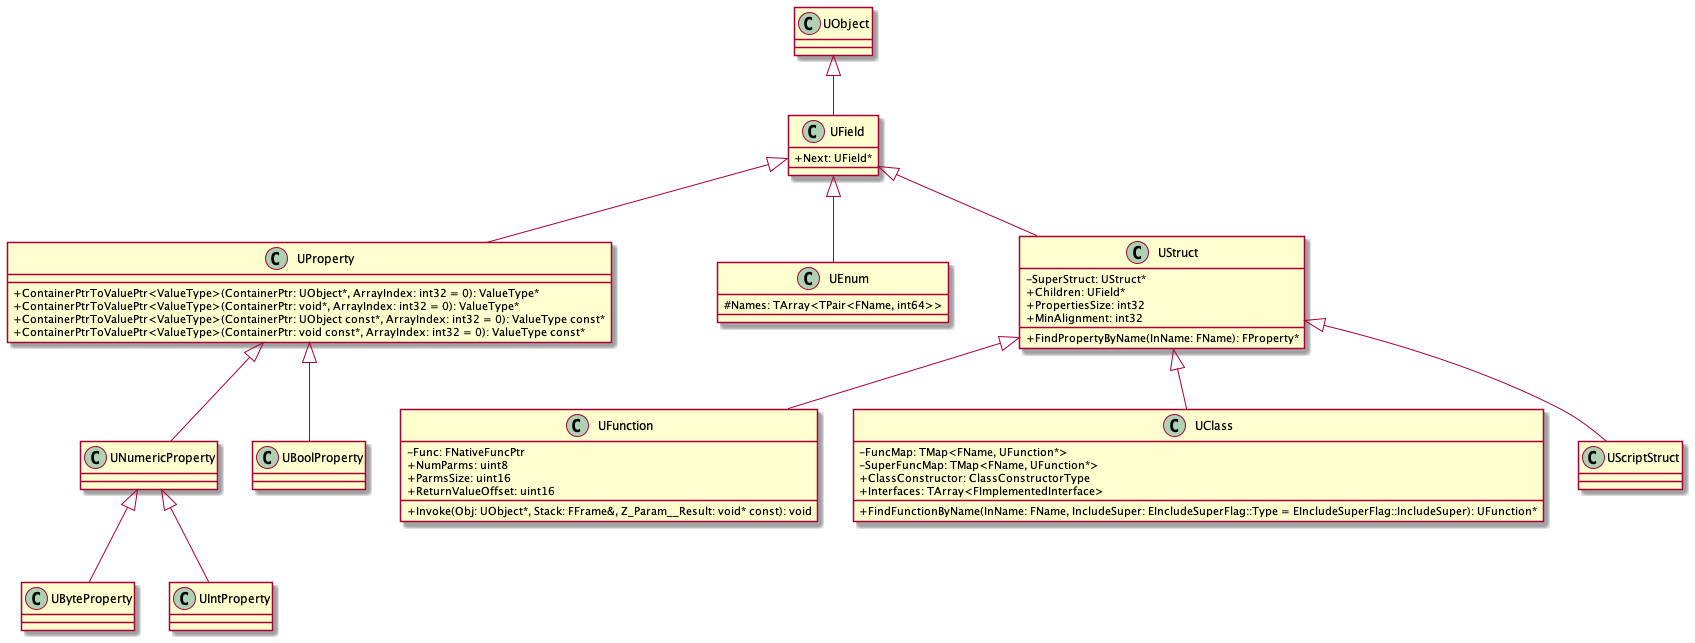 C UObject
C UField
+Next: UField*
C UProperty
+ContainerPtrToValuePtr<ValueType>(ContainerPtr: UObject*, ArrayIndex: int32 = 0): ValueType*
+ContainerPtrToValuePtr<ValueType>(ContainerPtr: void*, ArrayIndex: int32 = 0): ValueType*
+ContainerPtrToValuePtr<ValueType>(ContainerPtr: UObject const*, ArrayIndex: int32 = 0): ValueType const*
+ContainerPtrToValuePtr<ValueType>(ContainerPtr: void const*, ArrayIndex: int32 = 0): ValueType const*
C UEnum
#Names: TArray<TPair<FName, int64>>
C UStruct
-SuperStruct: UStruct*
+Children: UField*
+PropertiesSize: int32
+MinAlignment: int32
+FindPropertyByName(InName: FName): FProperty*
C UNumericProperty
C UBoolProperty
C UFunction
-Func: FNativeFuncPtr
+NumParms: uint8
+ParmsSize: uint16
+ReturnValueOffset: uint16
+Invoke(Obj: UObject*, Stack: FFrame&, Z_Param__Result: void* const): void
C UClass
-FuncMap: TMap<FName, UFunction*>
-SuperFuncMap: TMap<FName, UFunction*>
+ClassConstructor: ClassConstructorType
+Interfaces: TArray<FImplementedInterface>
+FindFunctionByName(InName: FName, IncludeSuper: EIncludeSuperFlag::Type = EIncludeSuperFlag::IncludeSuper): UFunction*
C UScriptStruct
C UByteProperty
C UIntProperty